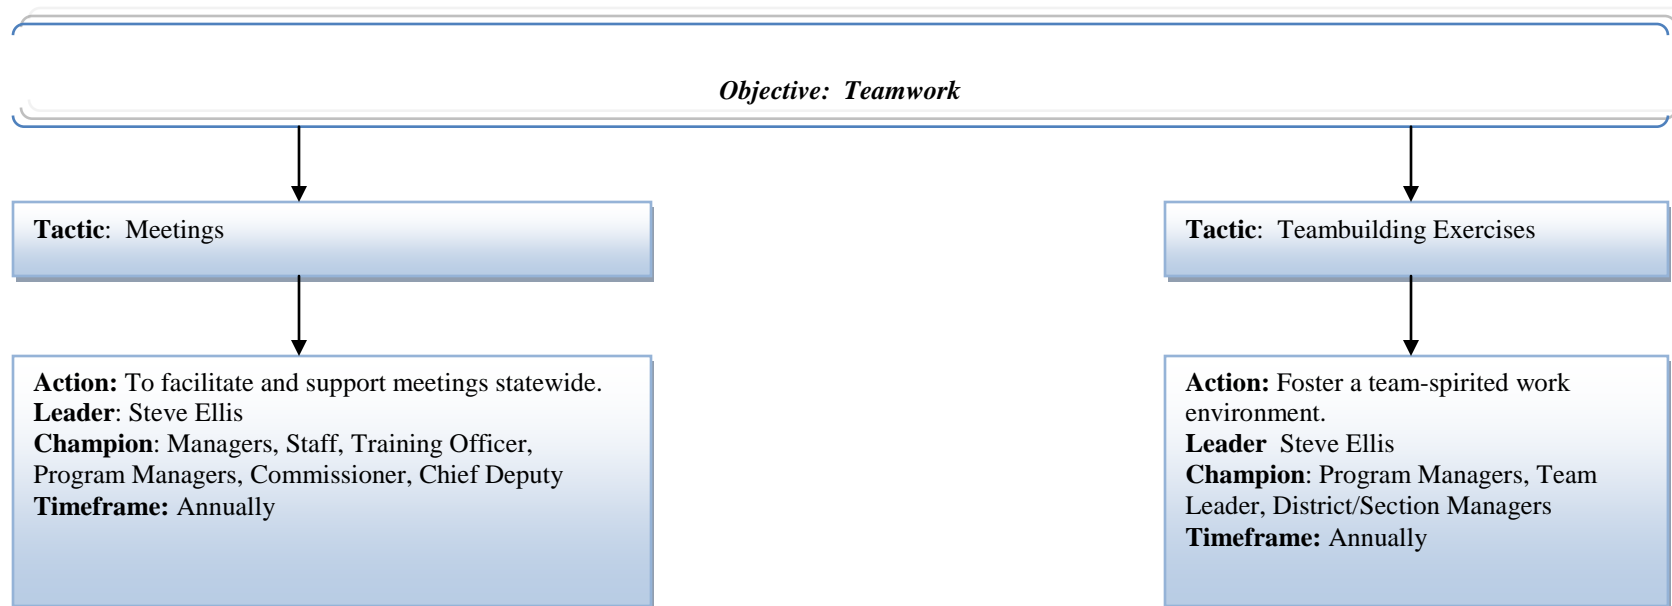 Objective: Teamwork
Tactic: Meetings
Tactic: Teambuilding Exercises
Action: To facilitate and support meetings statewide.
Leader: Steve Ellis
Champion: Managers, Staff, Training Officer,
Program Managers, Commissioner, Chief Deputy
Timeframe: Annually
Action: Foster a team-spirited work
environment.
Leader Steve Ellis
Champion: Program Managers, Team
Leader, District/Section Managers
Timeframe: Annually